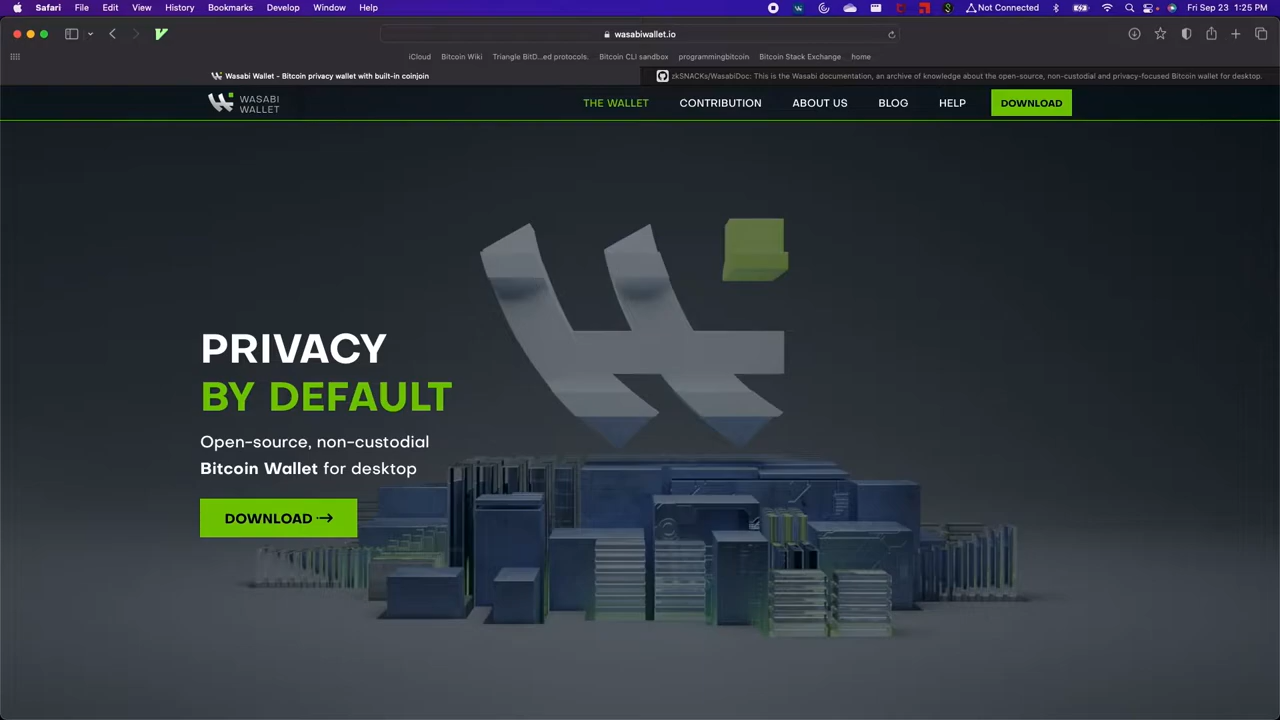 Safari File Edit View History Bookmarks Develop Window Help
Not Connected
Fri Sep 23 1:25 PM
wasabiwallet.io
iCloud Bitcoin Wiki Triangle BitD...ed protocols. Bitcoin CLI sandbox programmingbitcoin Bitcoin Stack Exchange home
Wasabi Wallet - Bitcoin privacy wallet with built-in coinjoin
zkSNACKs/WasabiDoc: This is the Wasabi documentation, an archive of knowledge about the open-source, non-custodial and privacy-focused Bitcoin wallet for desktop.
WASABI
WALLET
THE WALLET CONTRIBUTION ABOUT US BLOG HELP DOWNLOAD
PRIVACY
BY DEFAULT
Open-source, non-custodial
Bitcoin Wallet for desktop
DOWNLOAD